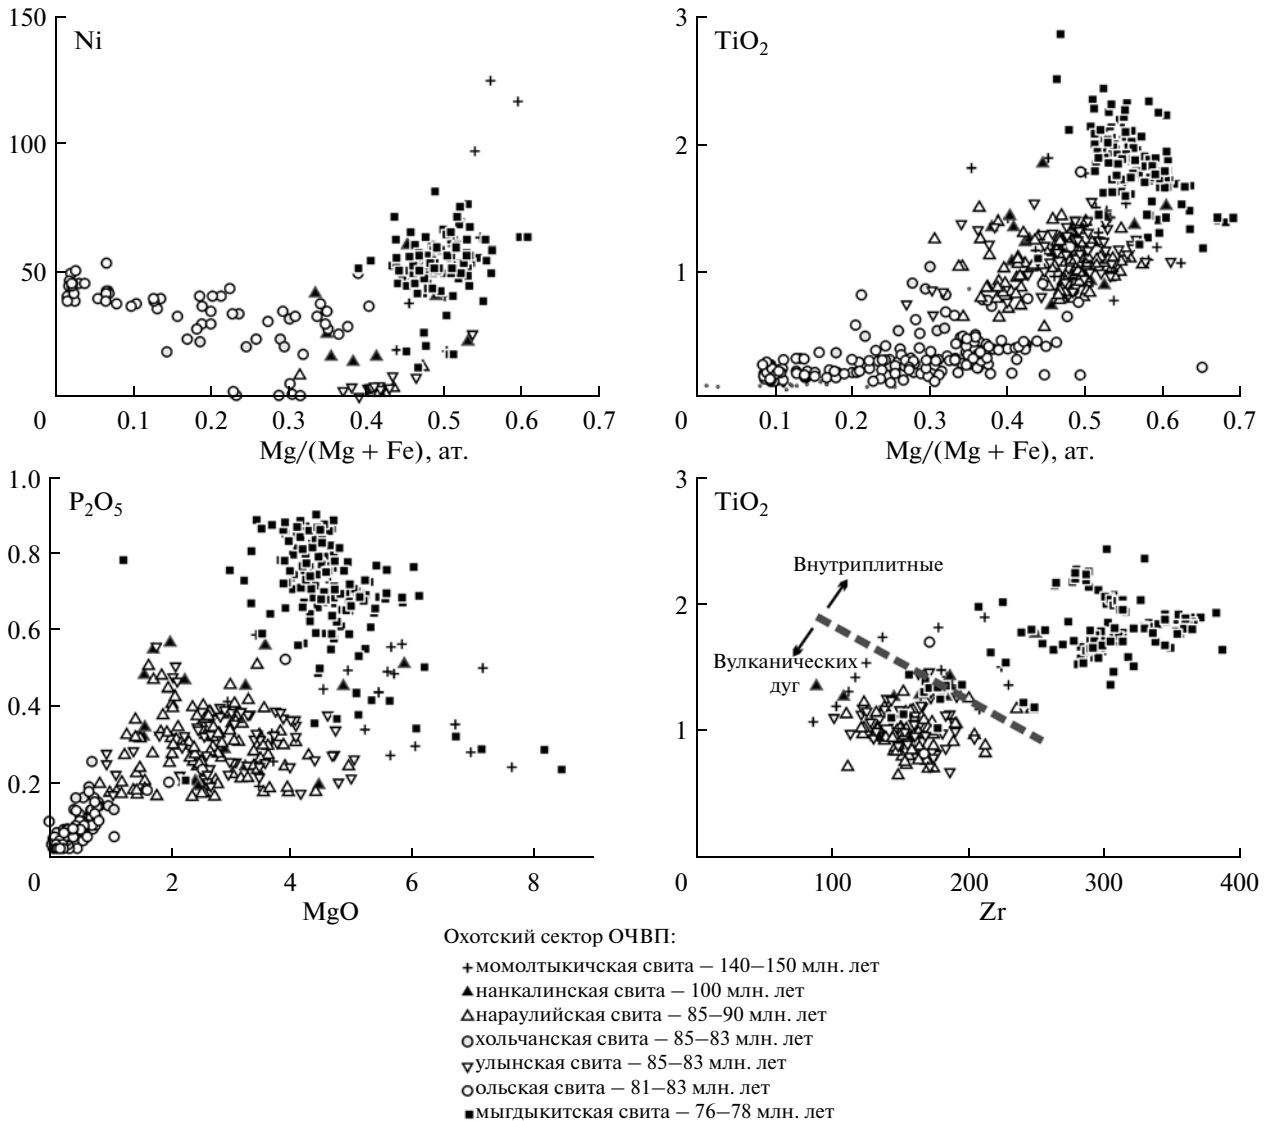 Ni
150
100
50
0
0.1 0.2 0.3 0.4 0.5 0.6 0.7
Mg/(Mg + Fe), ат.
TiO2
3
2
1
0
0.1 0.2 0.3 0.4 0.5 0.6 0.7
Mg/(Mg + Fe), ат.
P2O5
1.0
0.8
0.6
0.4
0.2
0
2 4 6 8
MgO
TiO2
3
2
1
0
100 200 300 400
Zr
Внутриплитные
Вулканических
дуг
Охотский сектор ОЧВП:
момолтыкичская свита – 140–150 млн. лет
нанкалинская свита – 100 млн. лет
нараулийская свита – 85–90 млн. лет
хольчанская свита – 85–83 млн. лет
улынская свита – 85–83 млн. лет
ольская свита – 81–83 млн. лет
мыгдыкитская свита – 76–78 млн. лет